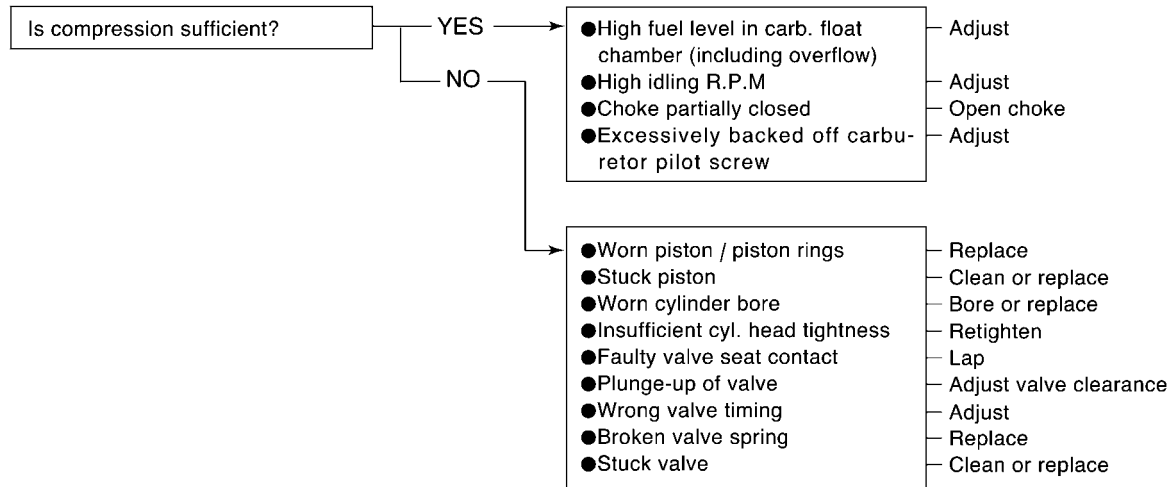 Is compression sufficient?
YES
●High fuel level in carb. float
chamber (including overflow)
Adjust
●High idling R.P.M
Adjust
●Choke partially closed
Open choke
●Excessively backed off carbu-
retor pilot screw
Adjust
NO
●Worn piston / piston rings
Replace
●Stuck piston
Clean or replace
●Worn cylinder bore
Bore or replace
●Insufficient cyl. head tightness
Retighten
●Faulty valve seat contact
Lap
●Plunge-up of valve
Adjust valve clearance
●Wrong valve timing
Adjust
●Broken valve spring
Replace
●Stuck valve
Clean or replace